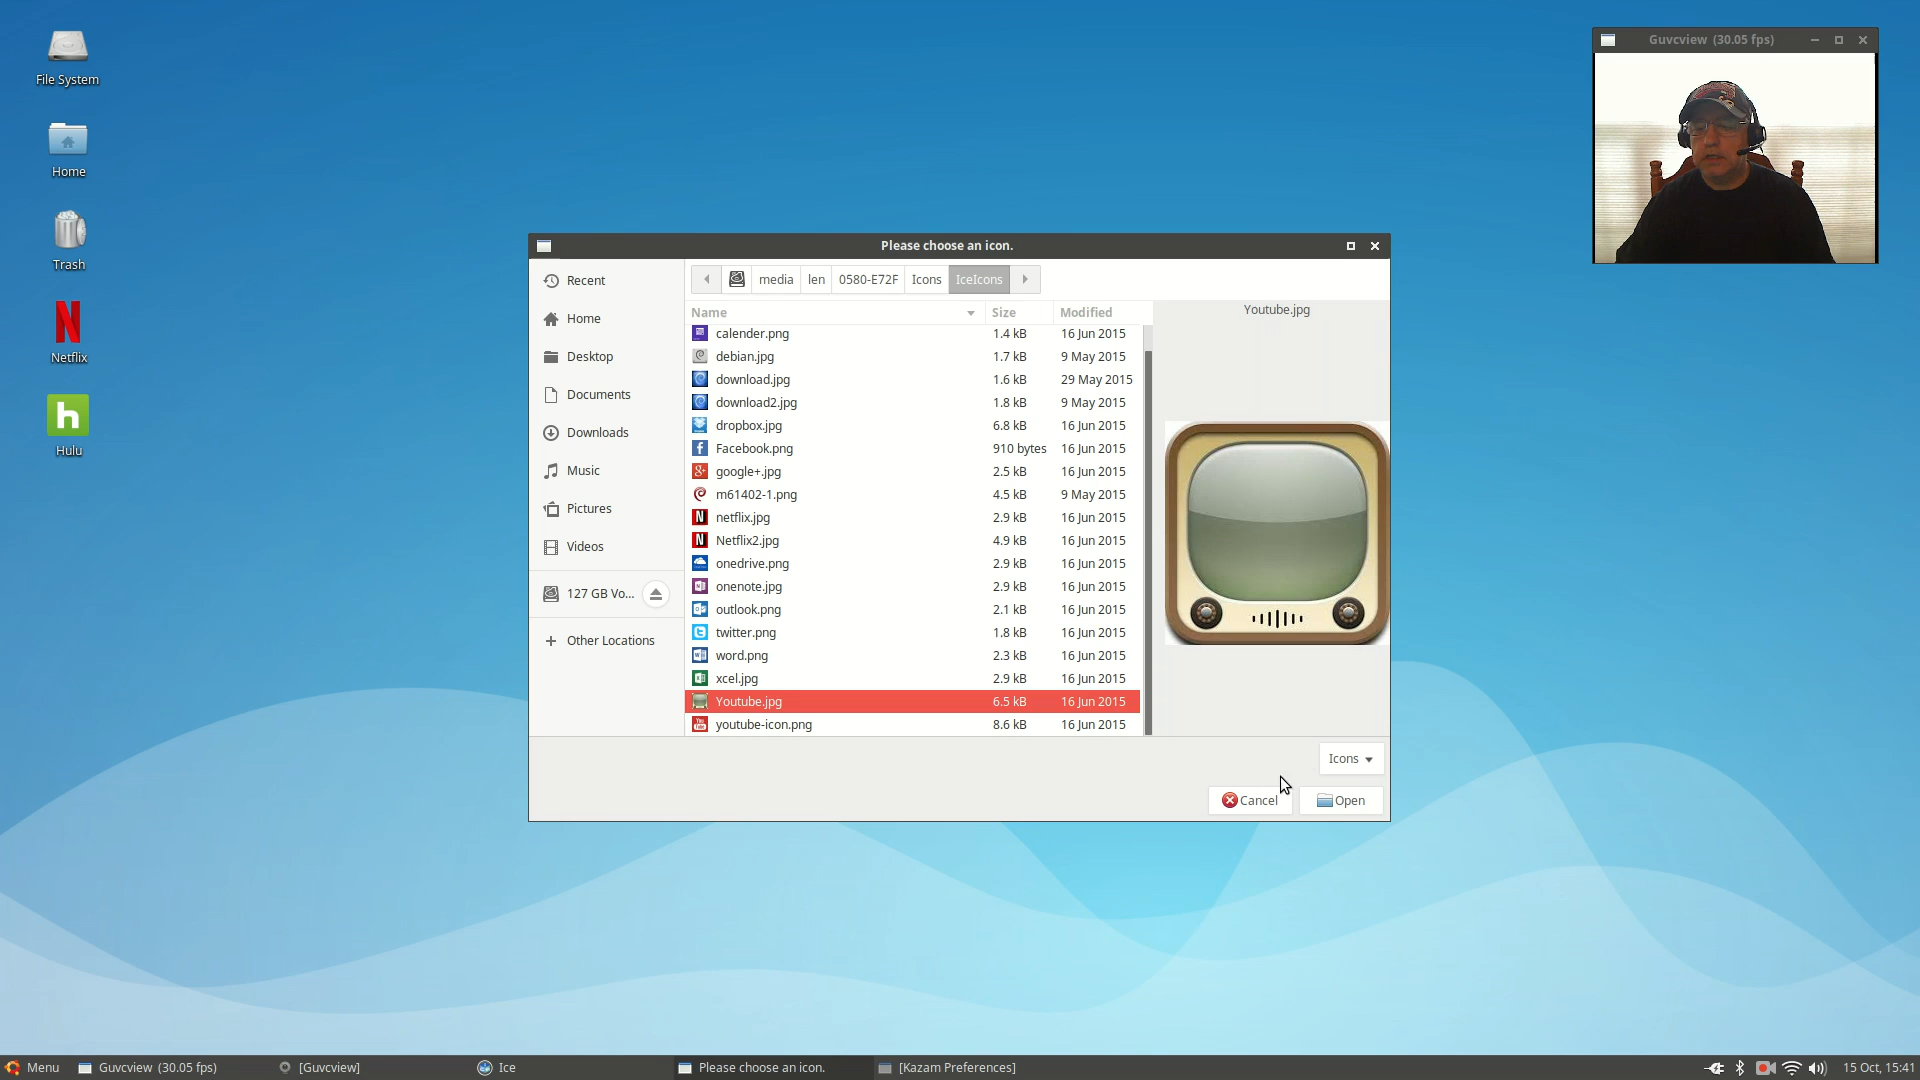 File System
Home
Trash
Netflix
h
Hulu
Guvcview (30.05 fps)
Please choose an icon.
Recent
Home
Desktop
Documents
Downloads
Music
Pictures
Videos
127 GB Vo...
Other Locations
media len 0580-E72F Icons IceIcons
Name Size Modified
calender.png 1.4 kB 16 Jun 2015
debian.jpg 1.7 kB 9 May 2015
download.jpg 1.6 kB 29 May 2015
download2.jpg 1.8 kB 9 May 2015
dropbox.jpg 6.8 kB 16 Jun 2015
Facebook.png 910 bytes 16 Jun 2015
google+.jpg 2.5 kB 16 Jun 2015
m61402-1.png 4.5 kB 9 May 2015
netflix.jpg 2.9 kB 16 Jun 2015
Netflix2.jpg 4.9 kB 16 Jun 2015
onedrive.png 2.9 kB 16 Jun 2015
onenote.jpg 2.9 kB 16 Jun 2015
outlook.png 2.1 kB 16 Jun 2015
twitter.png 1.8 kB 16 Jun 2015
word.png 2.3 kB 16 Jun 2015
xcel.jpg 2.9 kB 16 Jun 2015
Youtube.jpg 6.5 kB 16 Jun 2015
youtube-icon.png 8.6 kB 16 Jun 2015
Youtube.jpg
Icons
Cancel Open
Menu Guvcview (30.05 fps) [Guvcview] Ice Please choose an icon. [Kazam Preferences] 15 Oct, 15:41